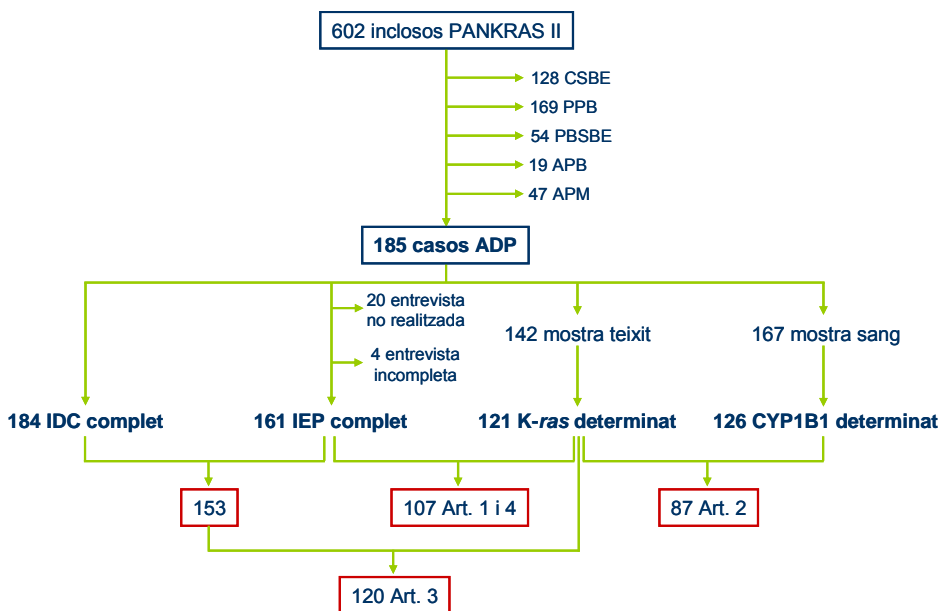 602 inclosos PANKRAS II
128 CSBE
169 PPB
54 PBSBE
19 APB
47 APM
185 casos ADP
20 entrevista
no realitzada
4 entrevista
incompleta
142 mostra teixit
167 mostra sang
184 IDC complet
161 IEP complet
121 K-ras determinat
126 CYP1B1 determinat
153
107 Art. 1 i 4
87 Art. 2
120 Art. 3